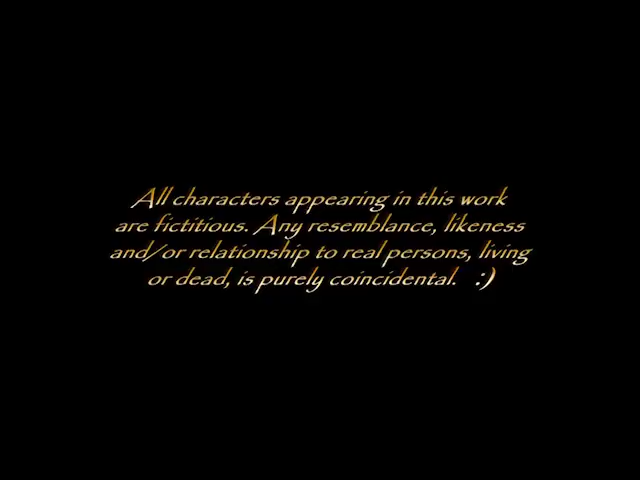 All characters appearing in this work
are fictitious. Any resemblance, likeness
and/or relationship to real persons, living
or dead, is purely coincidental. :)